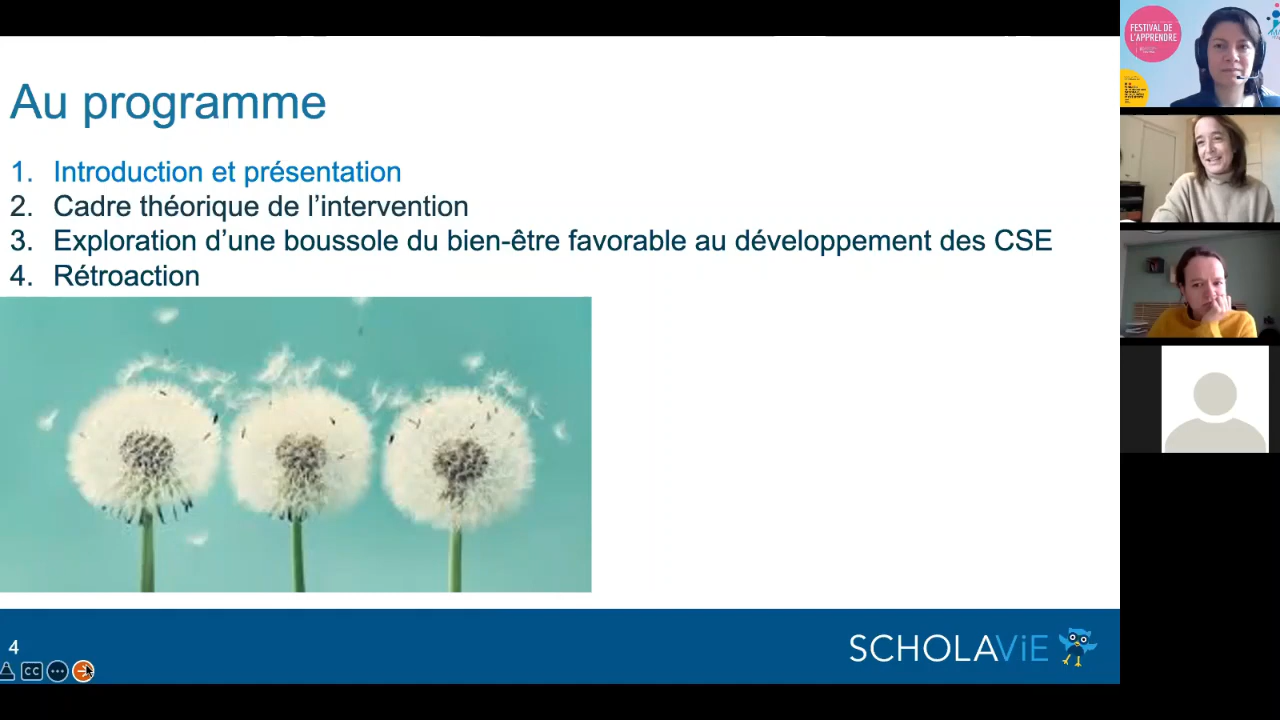 Au programme
1. Introduction et présentation
2. Cadre théorique de l’intervention
3. Exploration d’une boussole du bien-être favorable au développement des CSE
4. Rétroaction
4
CC
SCHOLAViE
FESTIVAL DE
L'APPRENDRE